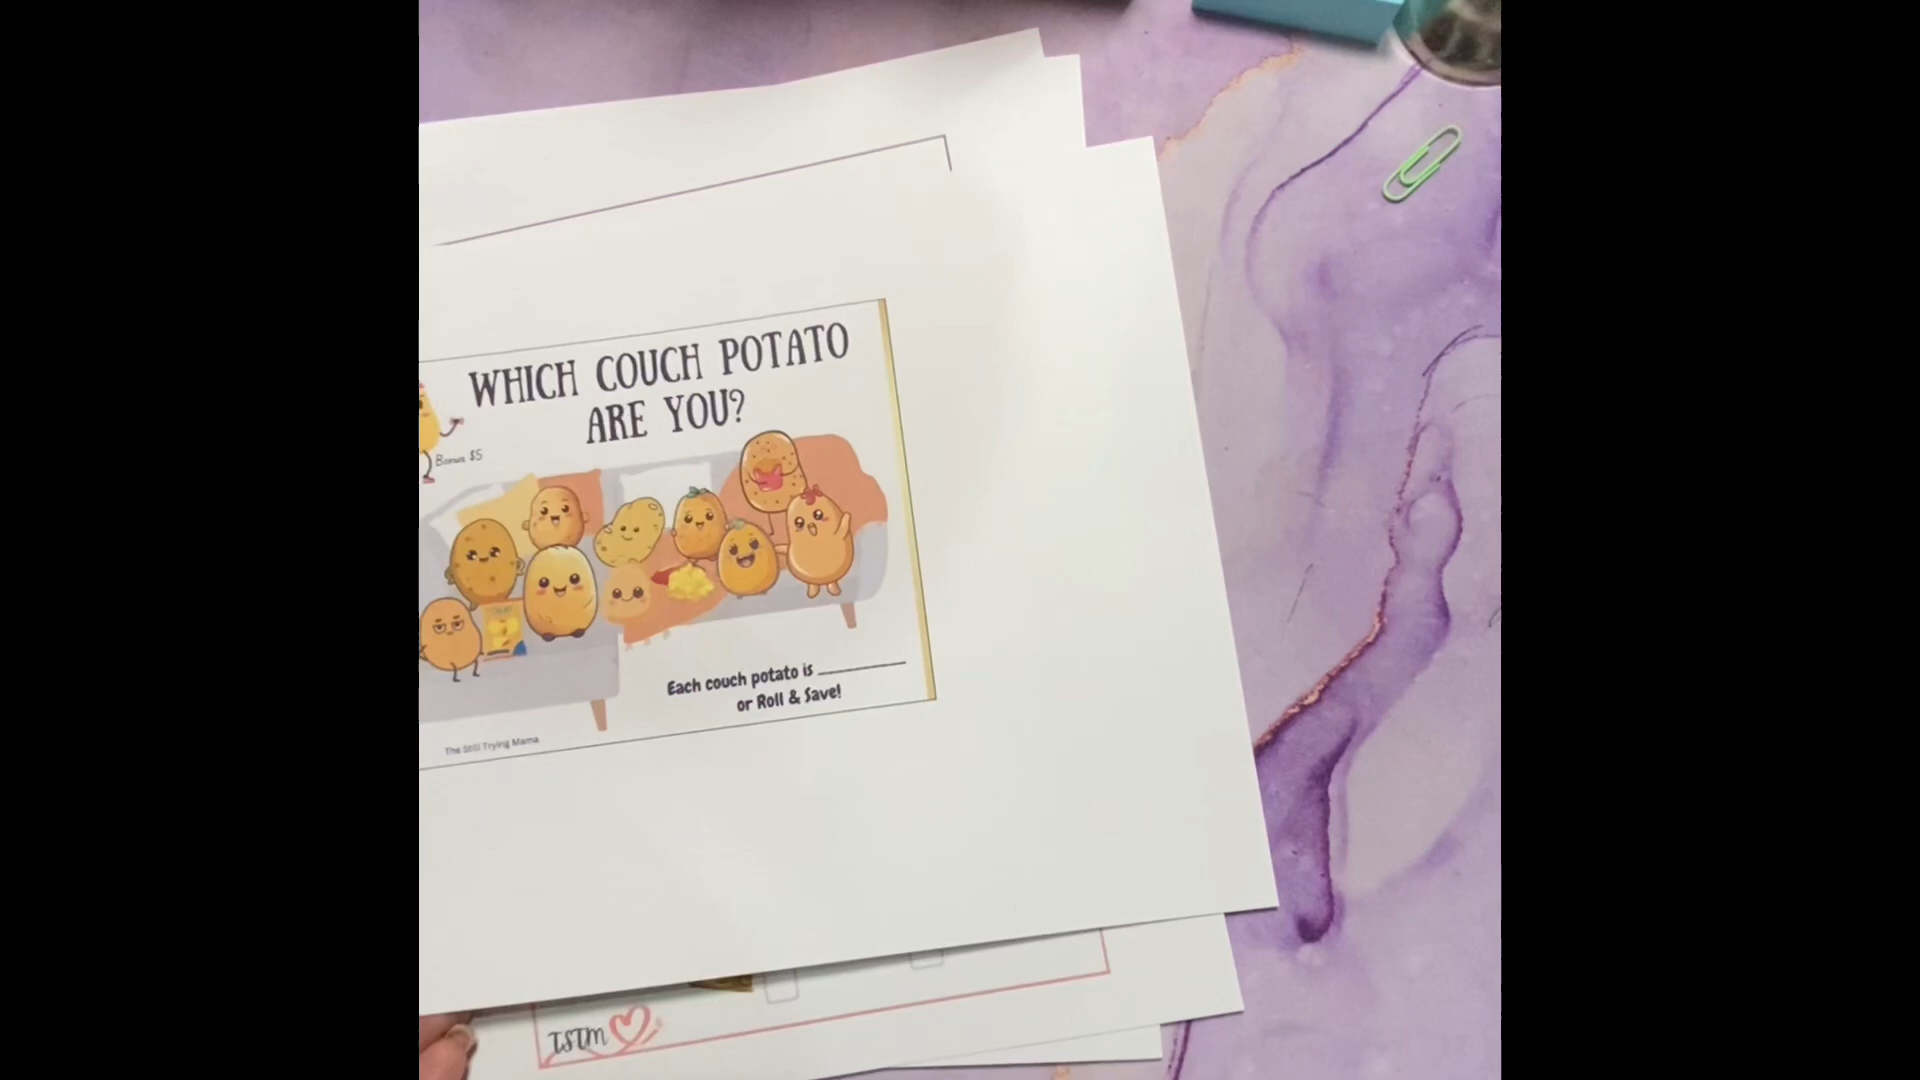 WHICH COUCH POTATO
ARE YOU?
Bonus $5
Each couch potato is
or Roll & Save!
The Still Trying Mama
TSTM